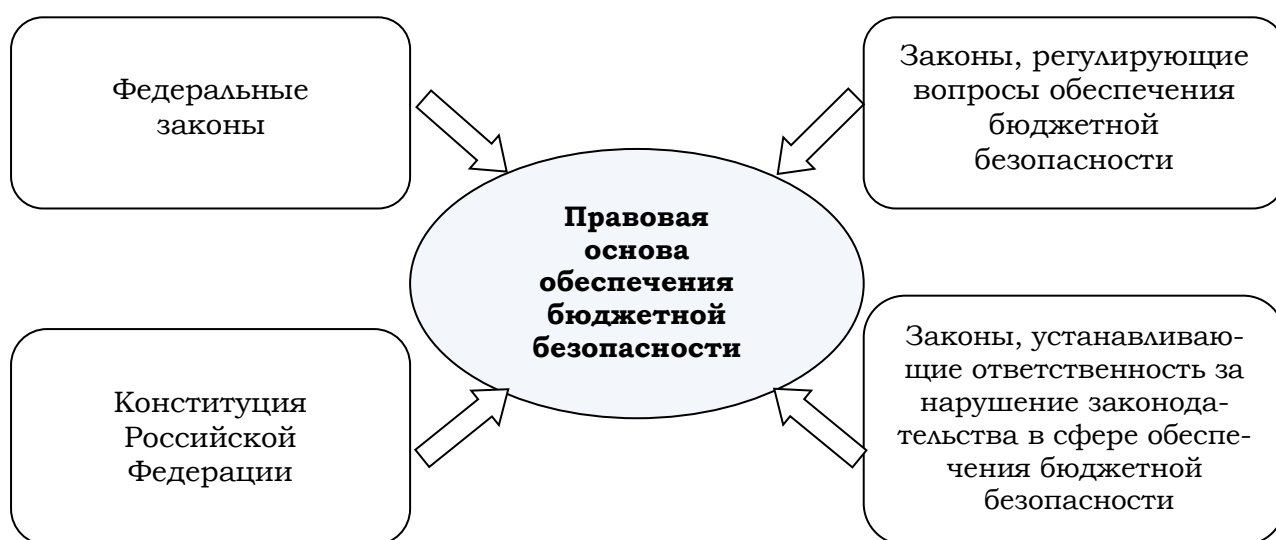 Федеральные
законы
Законы, регулирующие
вопросы обеспечения
бюджетной
безопасности
Правовая
основа
обеспечения
бюджетной
безопасности
Конституция
Российской
Федерации
Законы, устанавливаю-
щие ответственность за
нарушение законода-
тельства в сфере обеспе-
чения бюджетной
безопасности